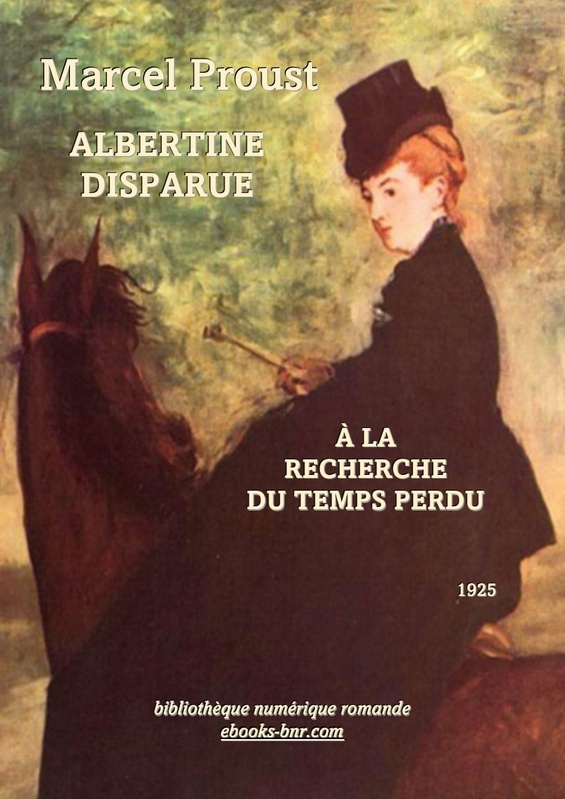 Marcel Proust
ALBERTINE
DISPARUE
À LA
RECHERCHE
DU TEMPS PERDU
1925
bibliothèque numérique romande
ebooks-bnr.com